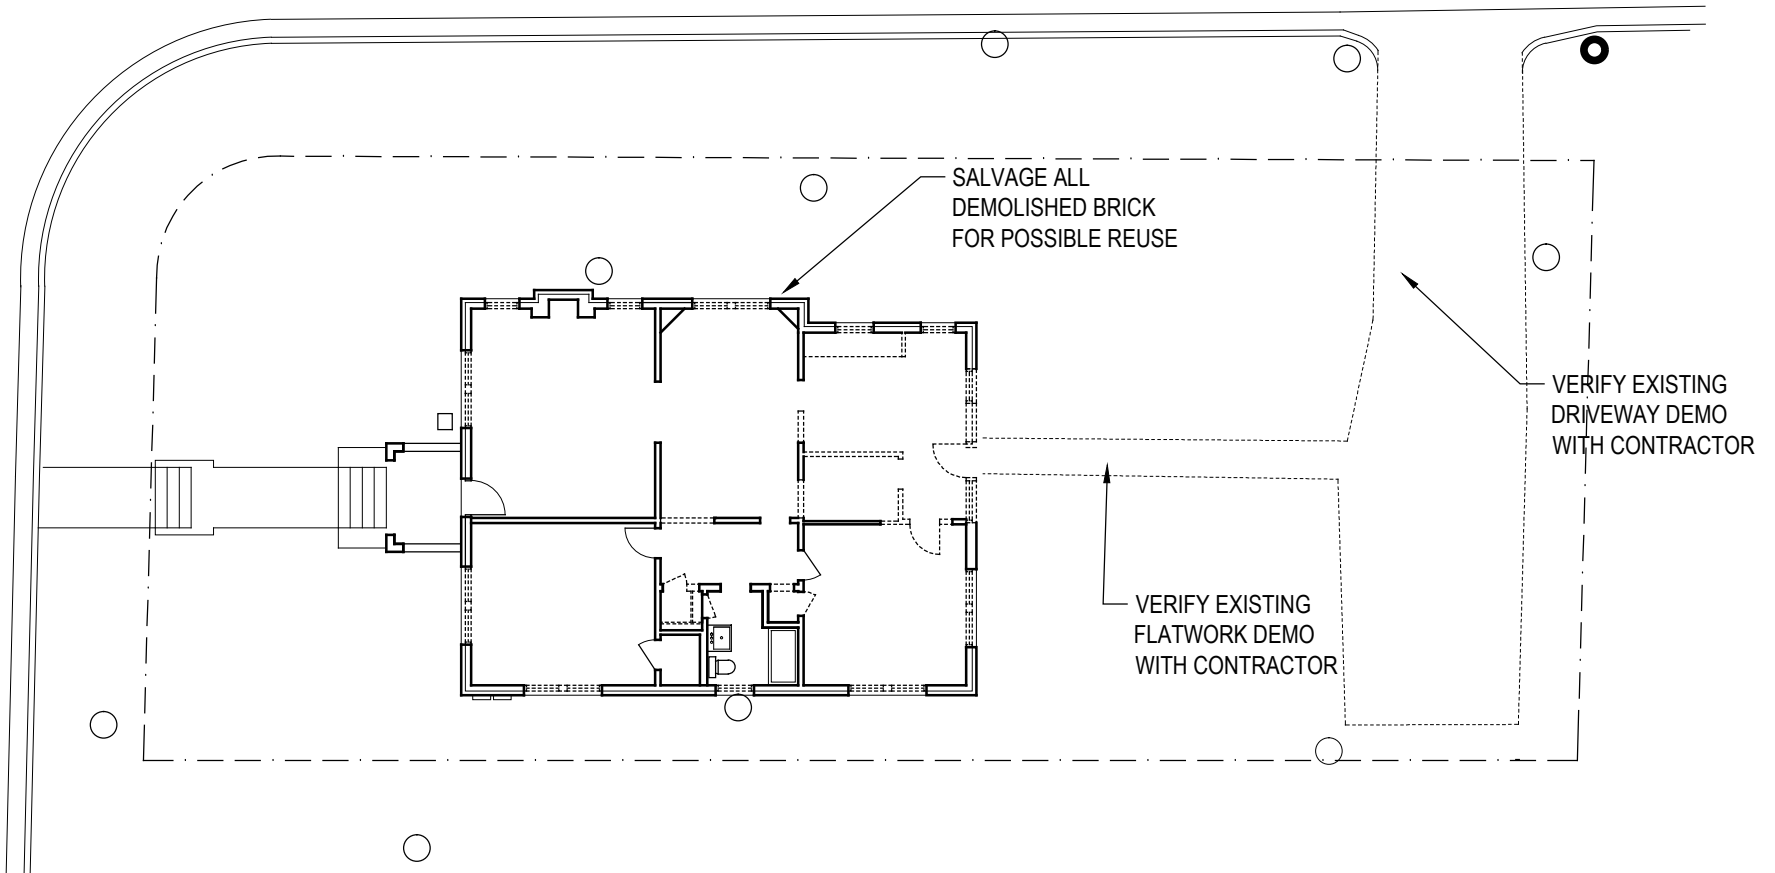 SALVAGE ALL
DEMOLISHED BRICK
FOR POSSIBLE REUSE
VERIFY EXISTING
DRIVEWAY DEMO
WITH CONTRACTOR
VERIFY EXISTING
FLATWORK DEMO
WITH CONTRACTOR